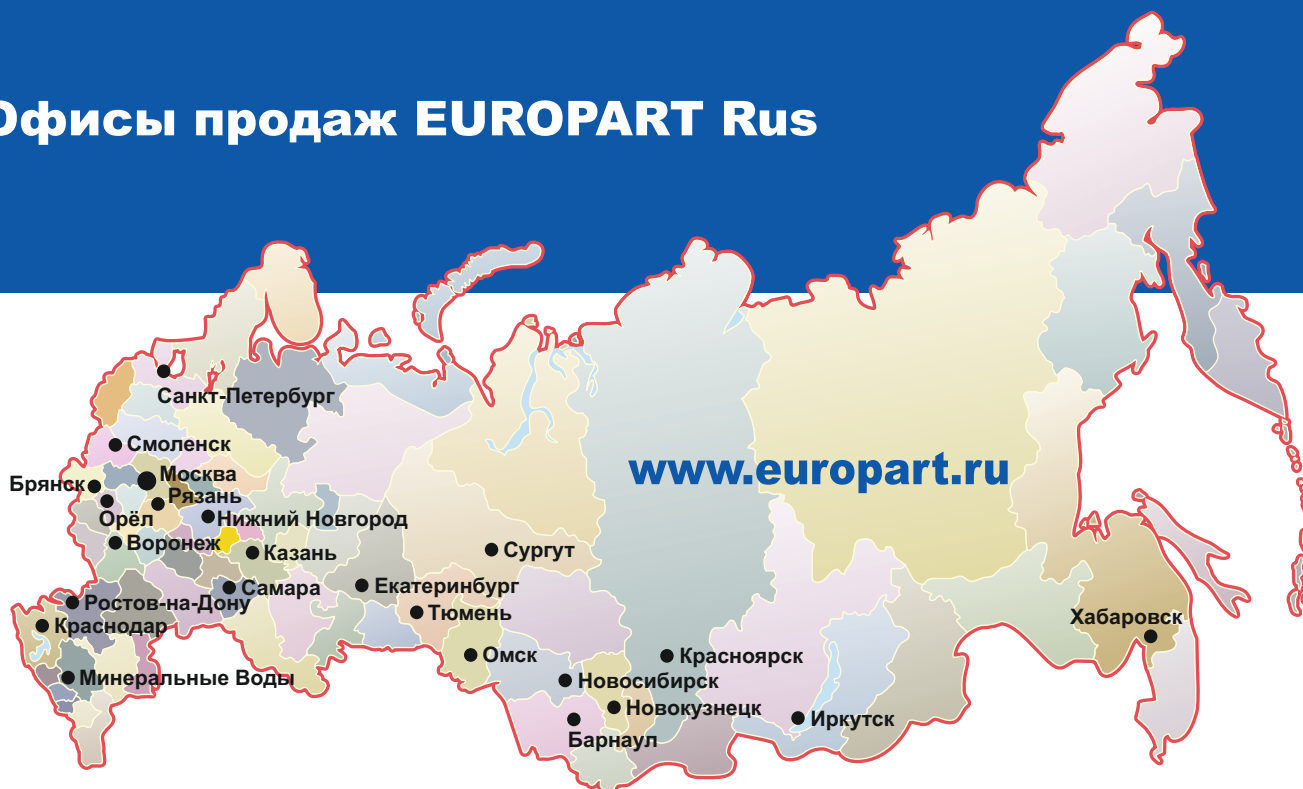 Офисы продаж EUROPART Rus
Санкт-Петербург
Смоленск
www.europart.ru
Москва
Брянск
Рязань
Орёл
Нижний Новгород
Воронеж
Казань
Сургут
Екатеринбург
Самара
Ростов-на-Дону
Тюмень
Хабаровск
Краснодар
Омск
Красноярск
Минеральные Воды
Новосибирск
Новокузнецк
Иркутск
Барнаул